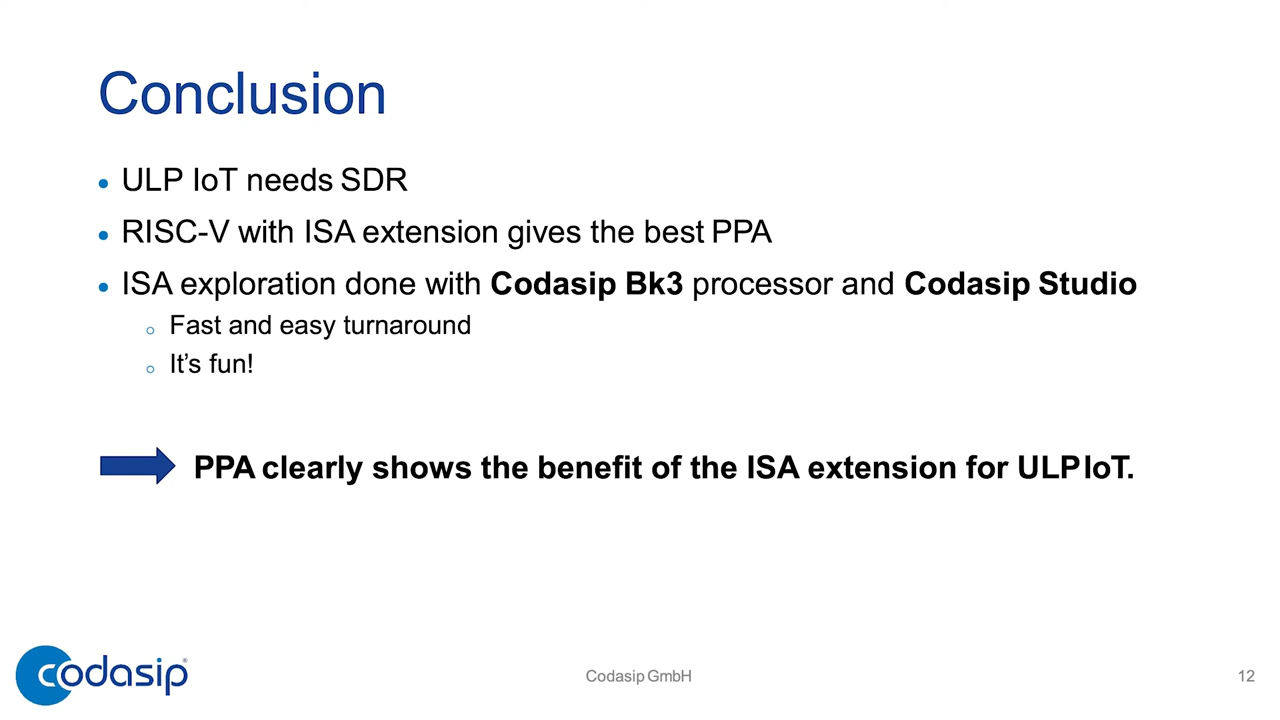 Conclusion
• ULP IoT needs SDR
• RISC-V with ISA extension gives the best PPA
• ISA exploration done with Codasip Bk3 processor and Codasip Studio
○ Fast and easy turnaround
○ It’s fun!
PPA clearly shows the benefit of the ISA extension for ULP IoT.
codasip®
Codasip GmbH
12